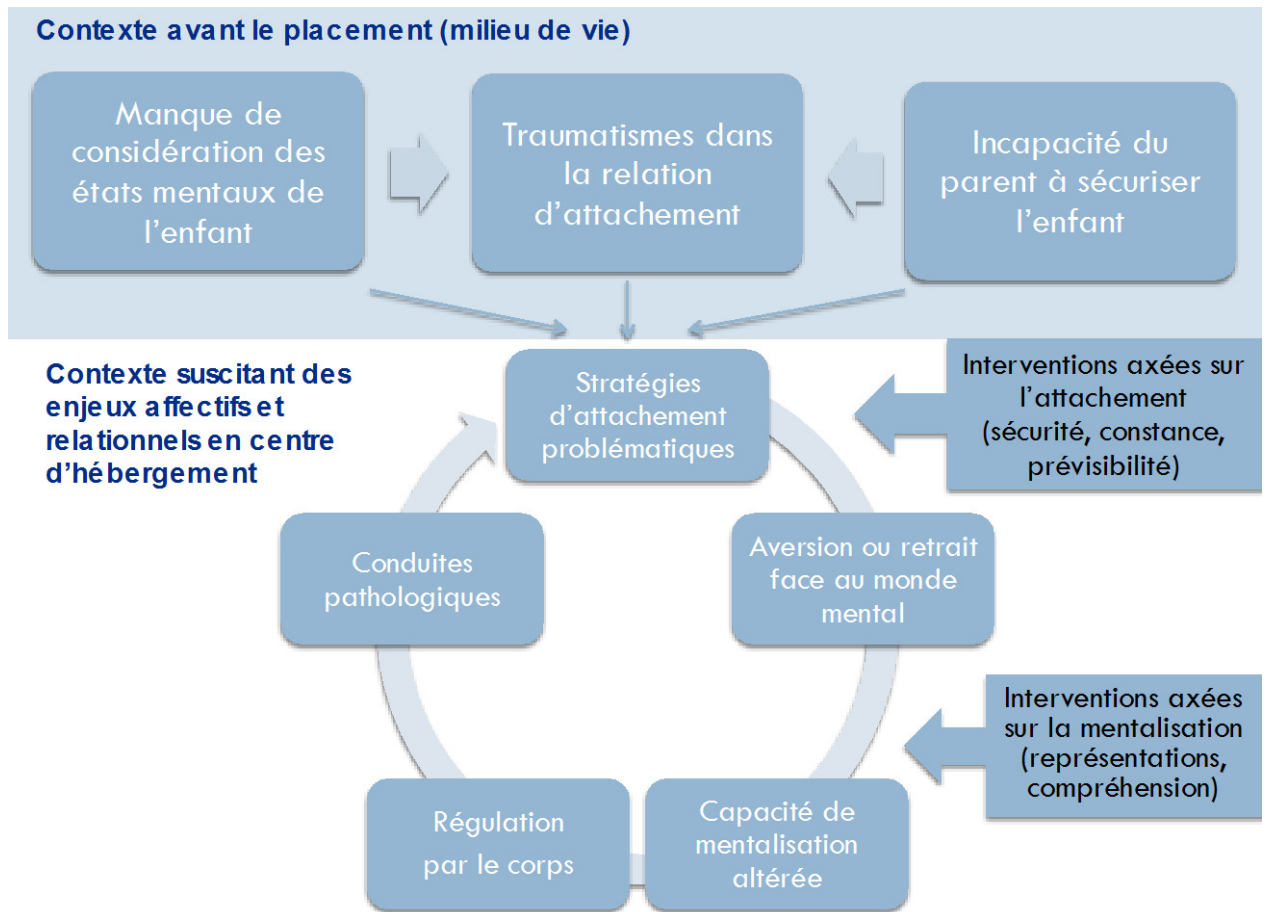 Contexte avant le placement (milieu de vie)
Manque de
considération des
états mentaux de
l’enfant
Traumatismes dans
la relation
d’attachement
Incapacité du
parent à sécuriser
l’enfant
Contexte suscitant des
enjeux affectifs et
relationnels en centre
d’hébergement
Stratégies
d’attachement
problématiques
Interventions axées sur
l’attachement
(sécurité, constance,
prévisibilité)
Conduites
pathologiques
Aversion ou retrait
face au monde
mental
Interventions axées
sur la mentalisation
(représentations,
compréhension)
Régulation
par le corps
Capacité de
mentalisation
altérée